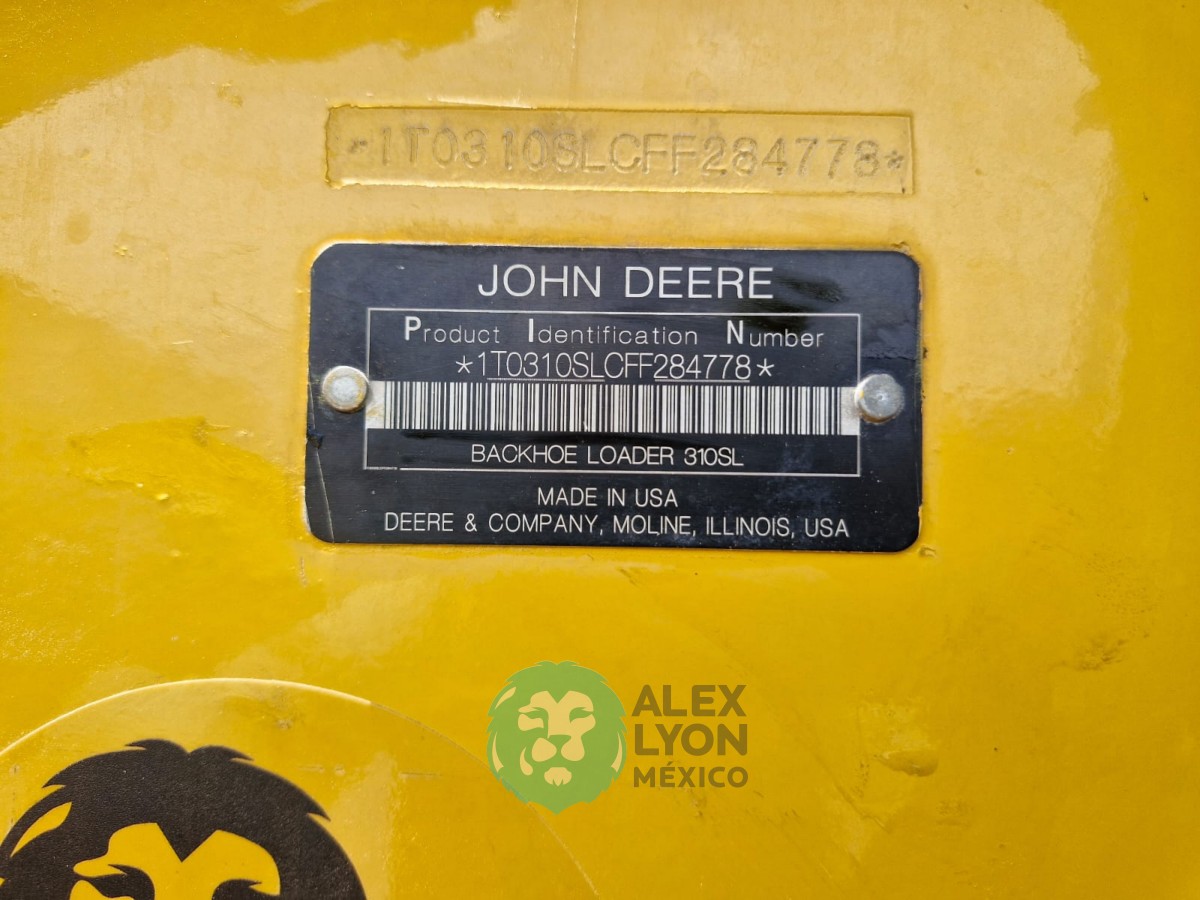 *1T0310SLCFF284778*
JOHN DEERE
Product Identification Number
*1T0310SLCFF284778*
BACKHOE LOADER 310SL
MADE IN USA
DEERE & COMPANY, MOLINE, ILLINOIS, USA
ALEX
LYON
MÉXICO